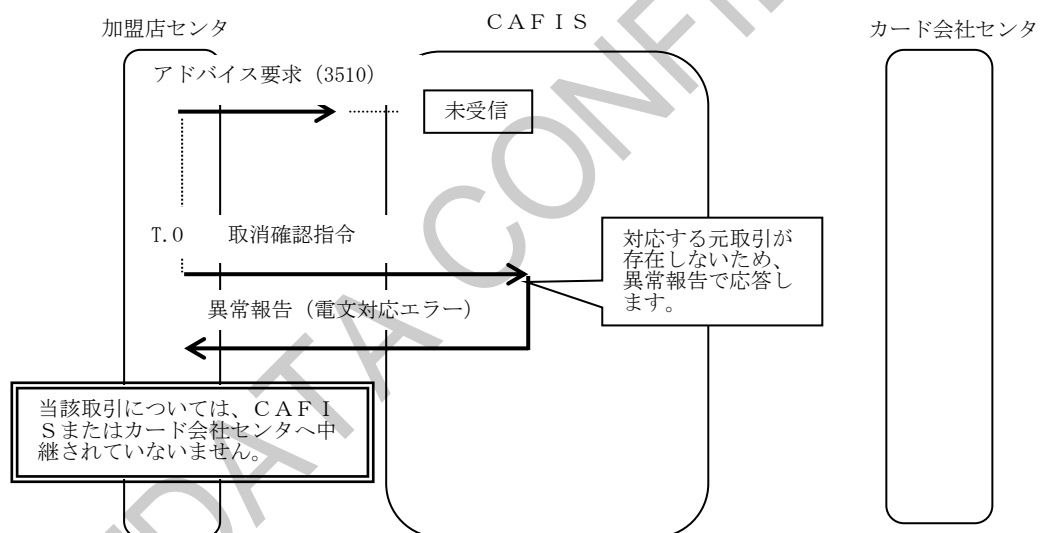 加盟店センタ
ＣＡＦＩＳ
カード会社センタ
アドバイス要求（3510）
未受信
T.O
取消確認指令
対応する元取引が
存在しないため、
異常報告で応答し
ます。
異常報告（電文対応エラー）
当該取引については、ＣＡＦＩ
Ｓまたはカード会社センタへ中
継されていないません。
DATA CONFI